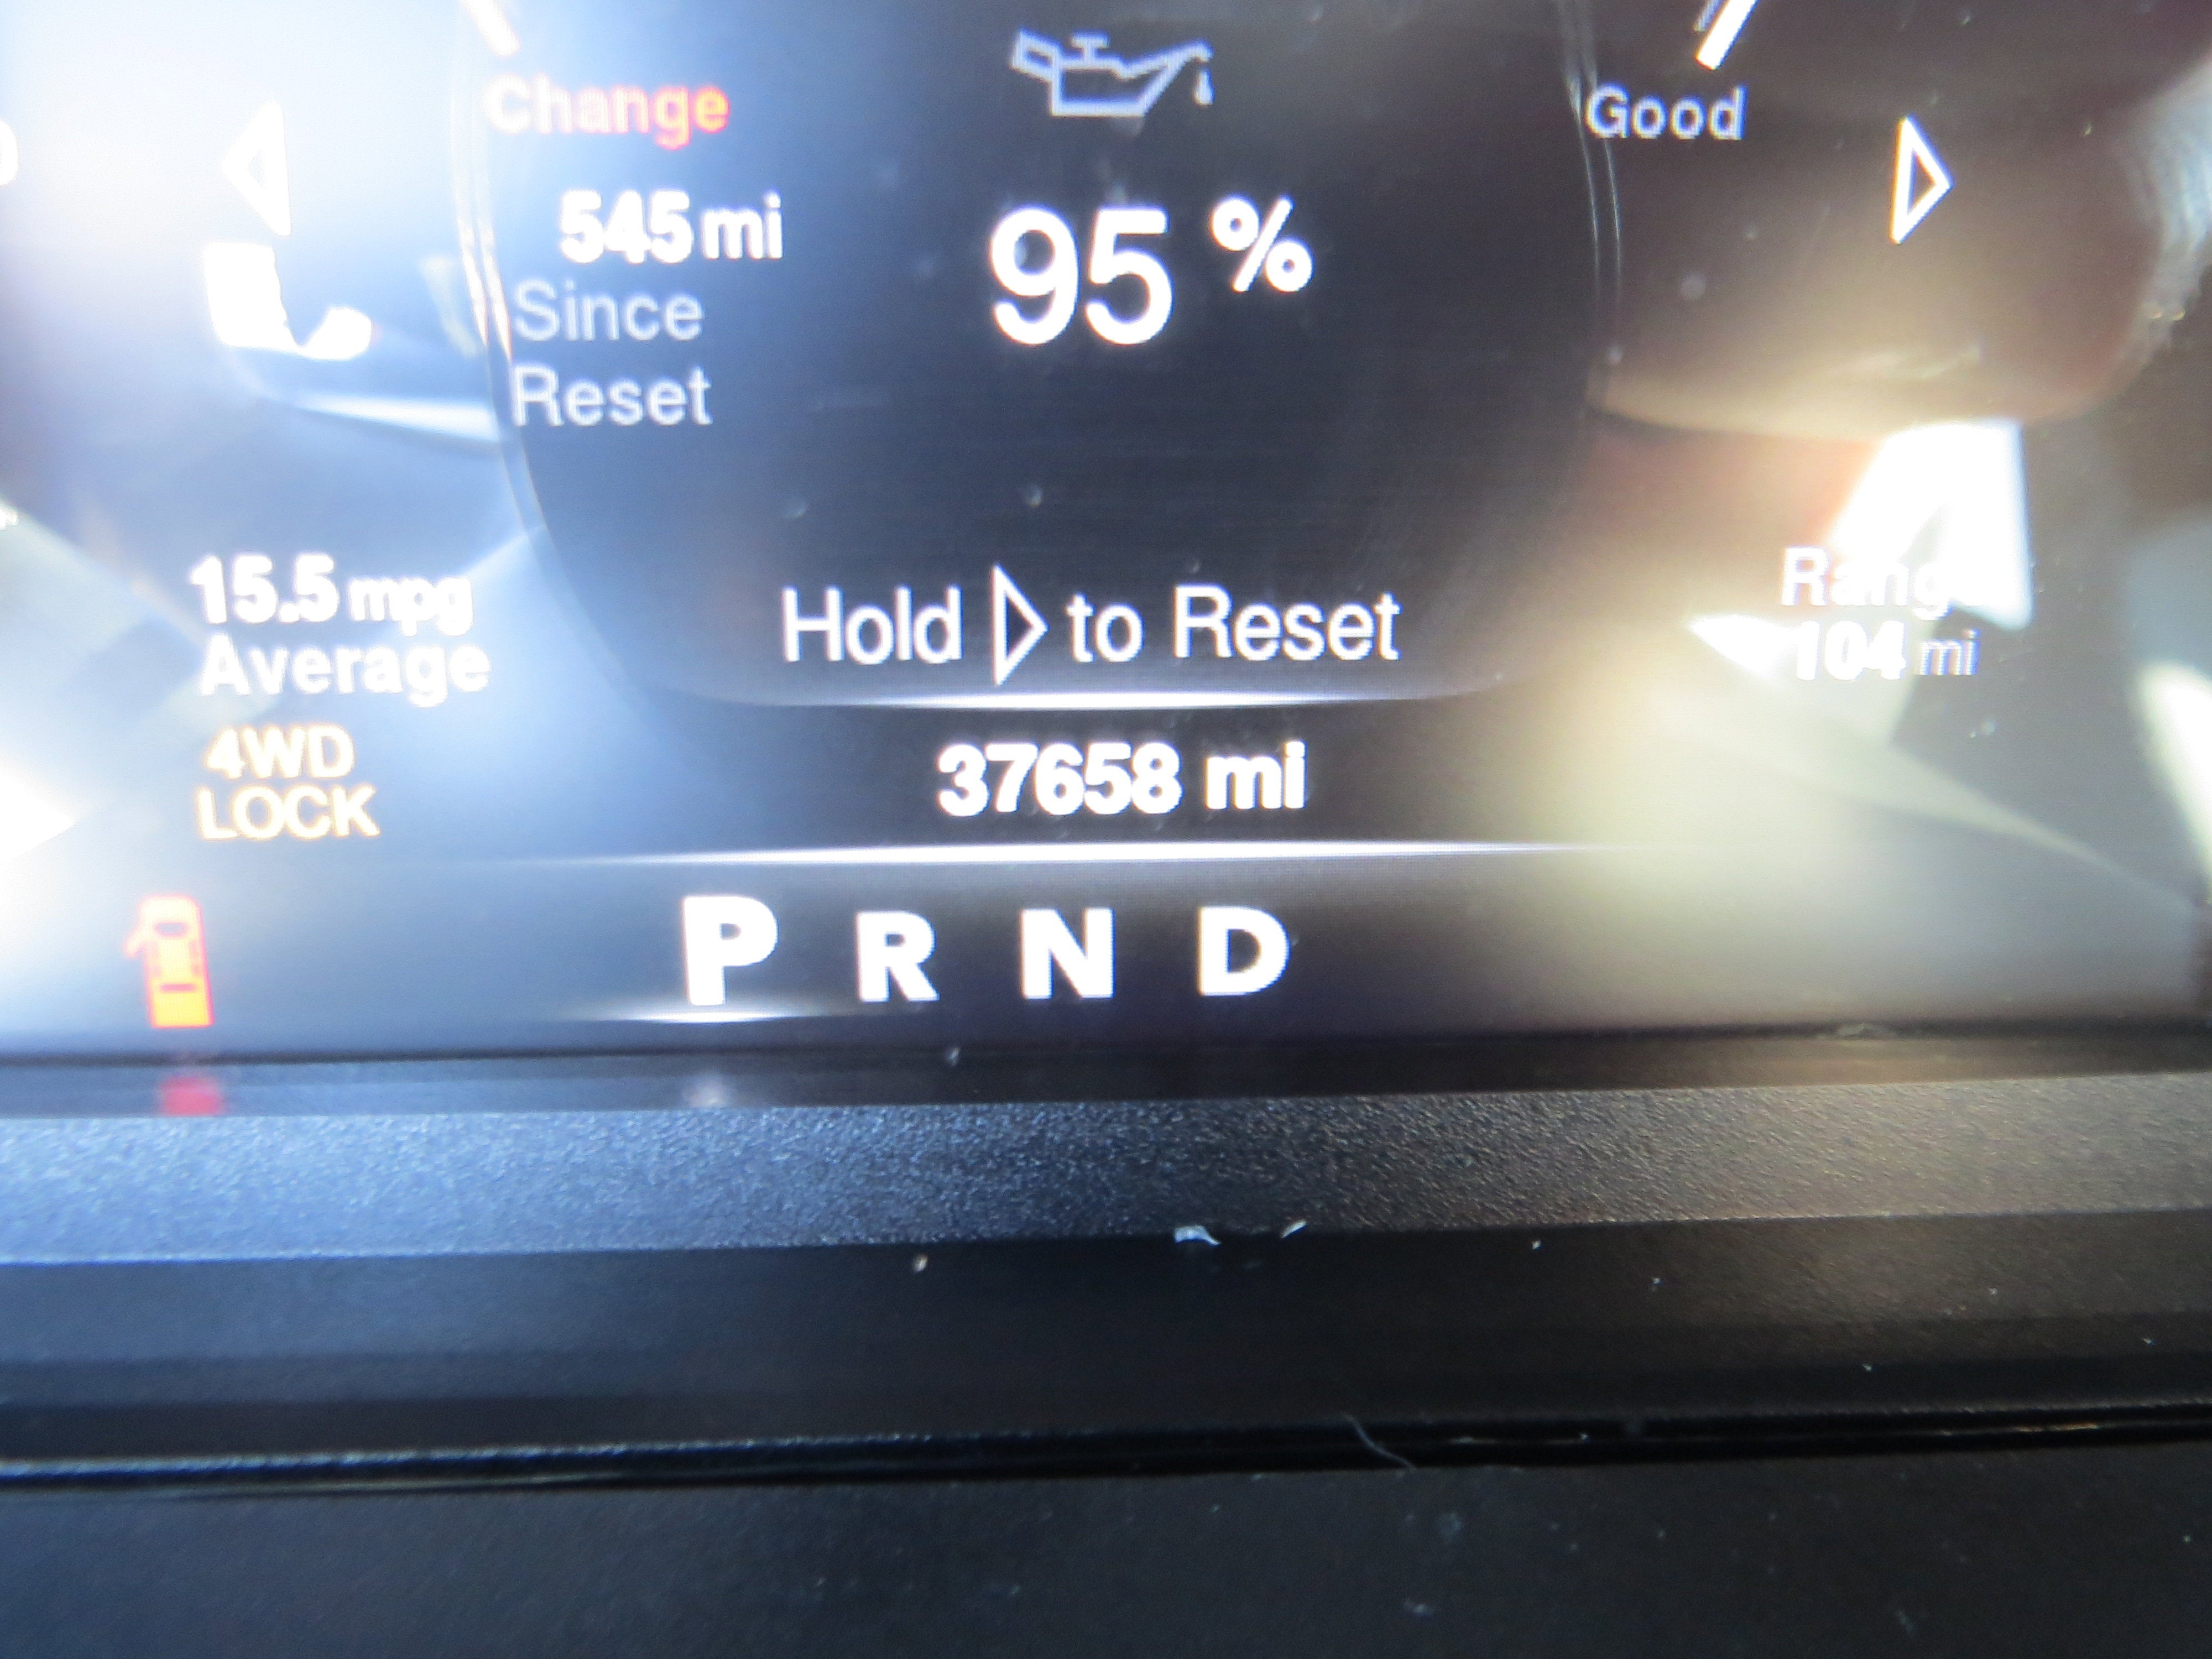 Change
Good
545 mi
Since
Reset
95 %
15.5 mpg
Average
Hold to Reset
Range
104 mi
4WD
LOCK
37658 mi
P R N D